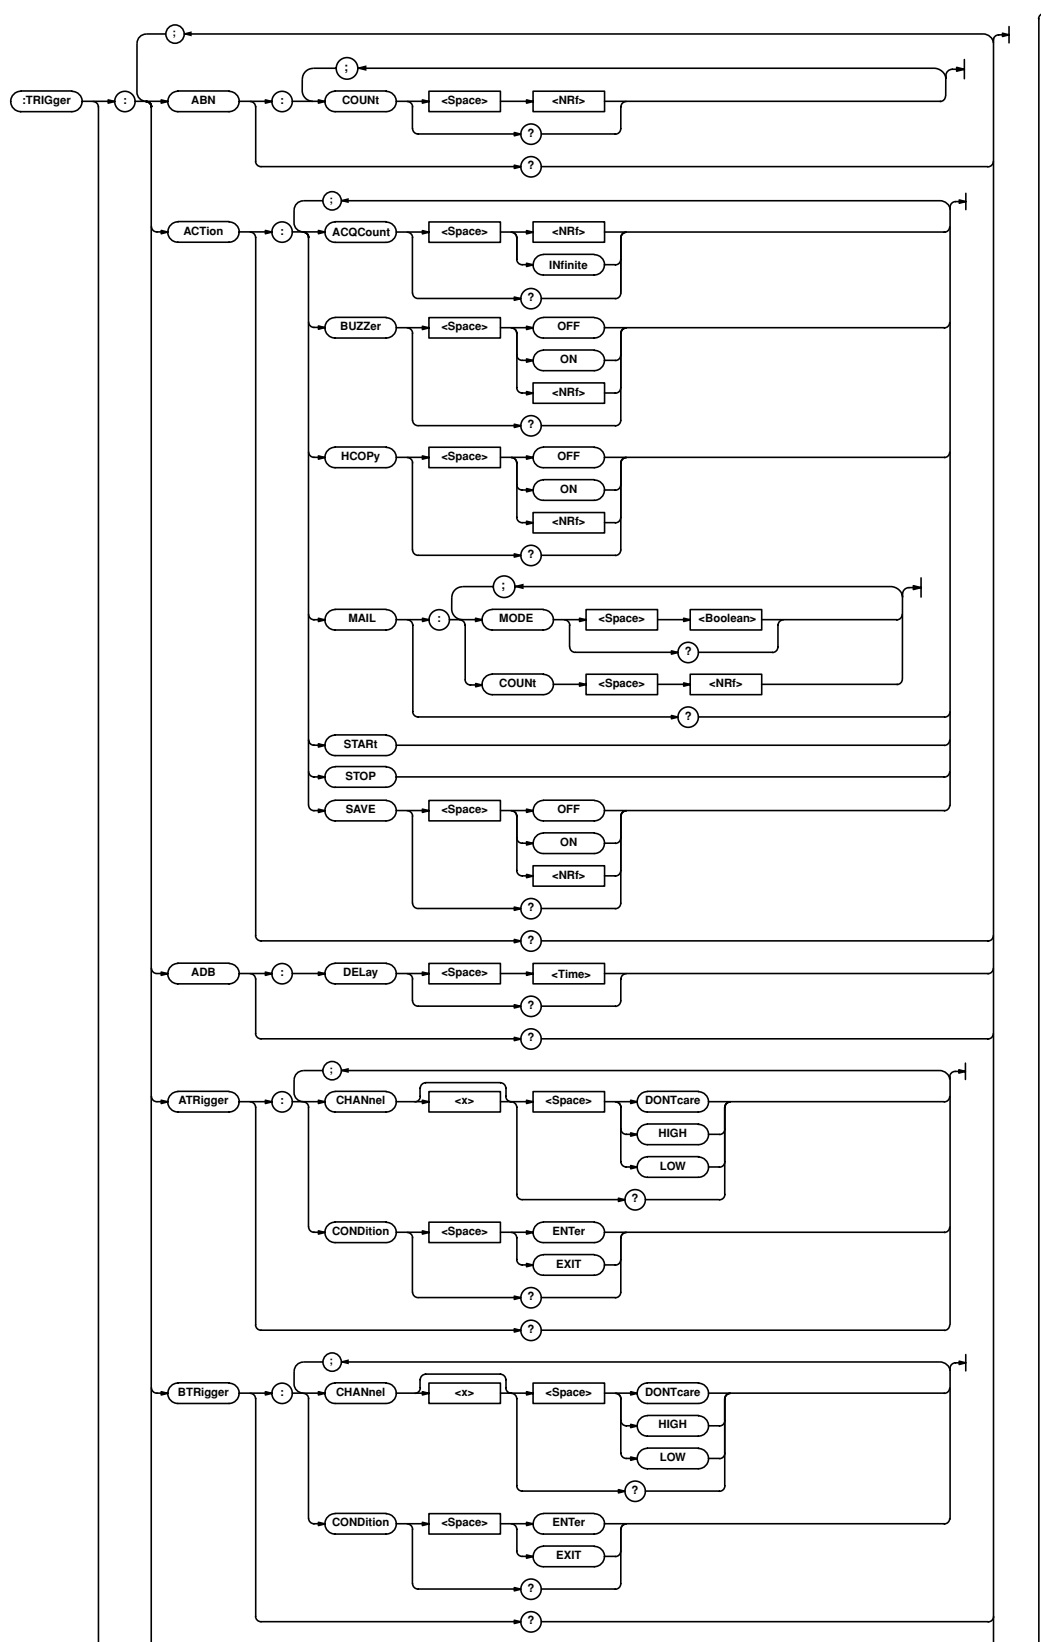 ;
;
:TRIGger : ABN : COUNt <Space> <NRf>
?
?
;
ACTion : ACQCount <Space> <NRf>
INfinite
?
BUZZer <Space> OFF
ON
<NRf>
?
HCOPy <Space> OFF
ON
<NRf>
?
;
MAIL : MODE <Space> <Boolean>
?
COUNt <Space> <NRf>
?
STARt
STOP
SAVE <Space> OFF
ON
<NRf>
?
?
ADB : DELay <Space> <Time>
?
?
;
ATRigger : CHANnel <x> <Space> DONTcare
HIGH
LOW
?
CONDition <Space> ENTer
EXIT
?
?
;
BTRigger : CHANnel <x> <Space> DONTcare
HIGH
LOW
?
CONDition <Space> ENTer
EXIT
?
?